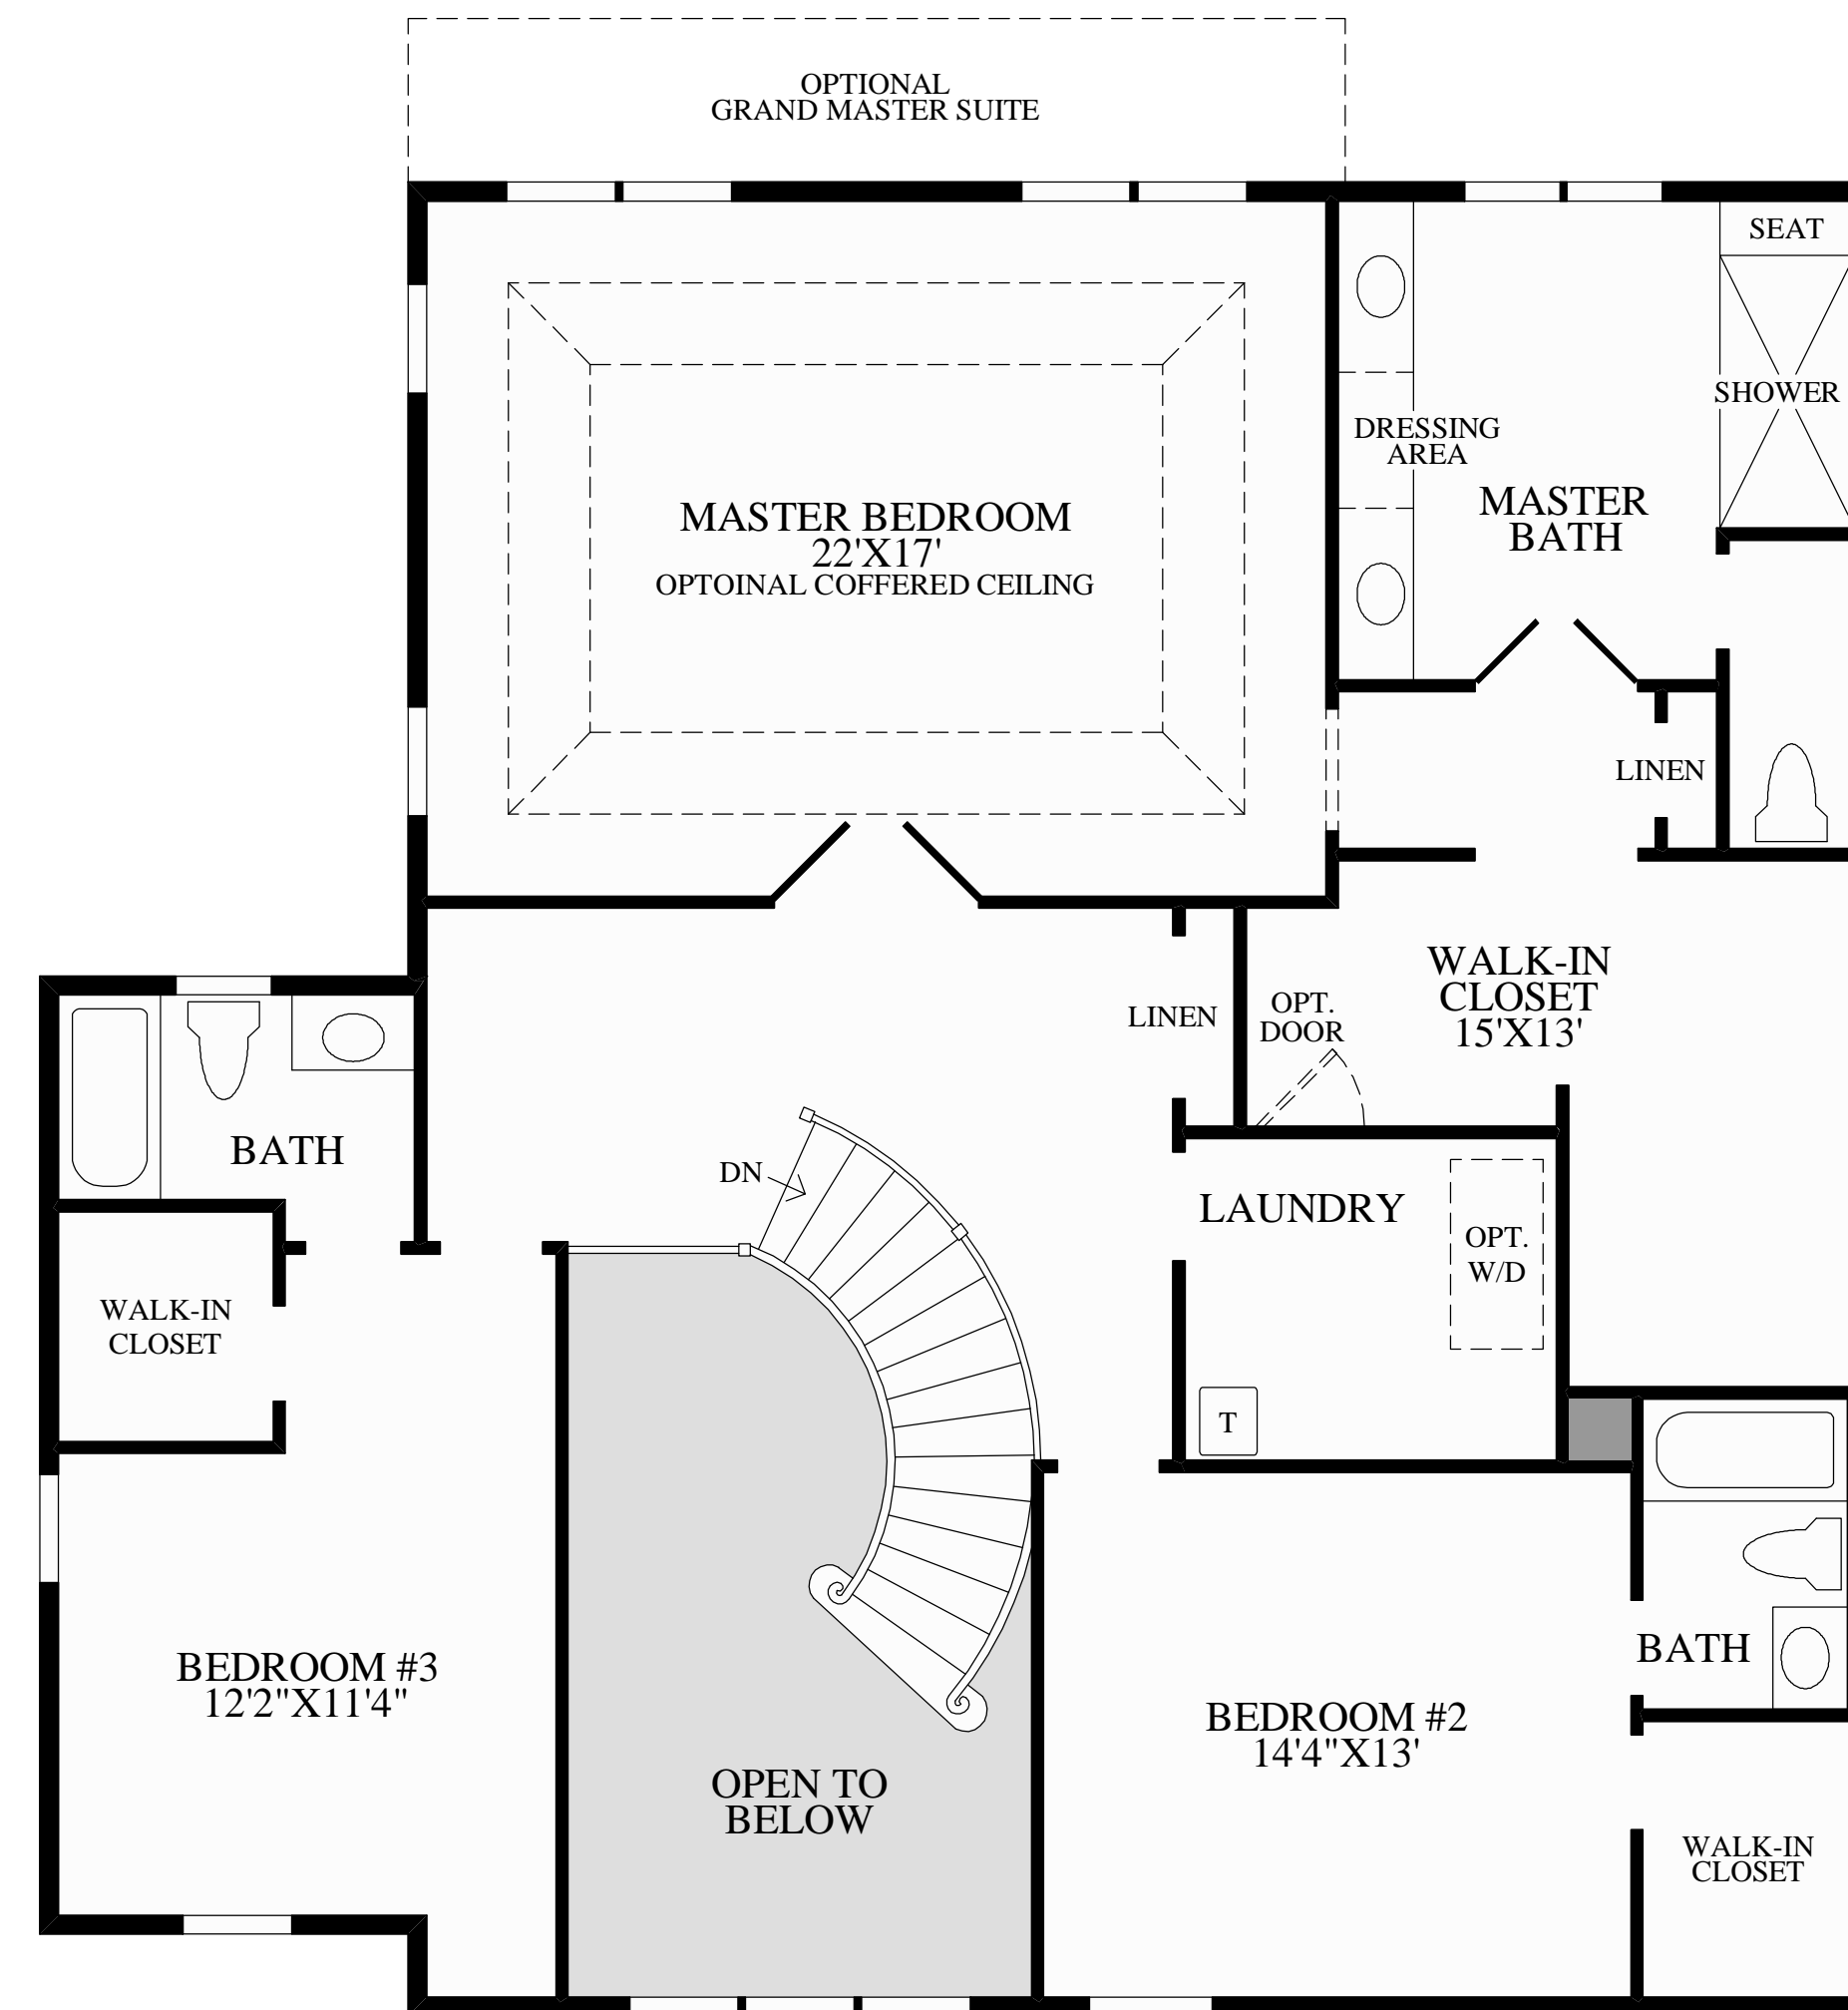 OPTIONAL
GRAND MASTER SUITE
SEAT
SHOWER
DRESSING
AREA
MASTER
BATH
MASTER BEDROOM
22'X17'
OPTOINAL COFFERED CEILING
LINEN
WALK-IN
CLOSET
15'X13'
LINEN
OPT.
DOOR
BATH
DN
LAUNDRY
OPT.
W/D
WALK-IN
CLOSET
T
BEDROOM #3
12'2"X11'4"
BATH
BEDROOM #2
14'4"X13'
OPEN TO
BELOW
WALK-IN
CLOSET